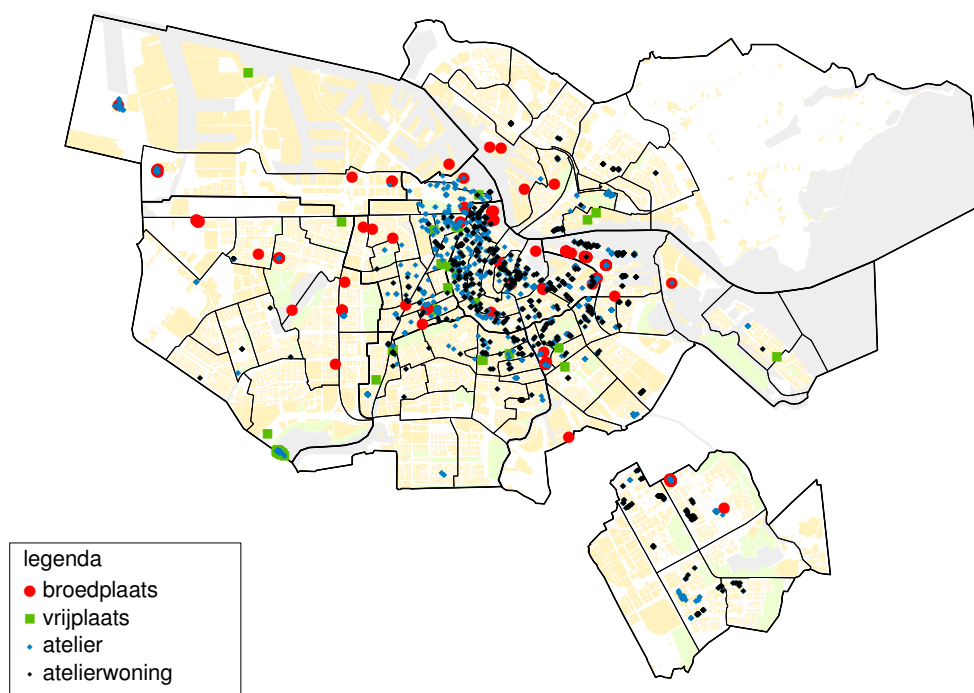 legenda
broedplaats
vrijplaats
atelier
atelierwoning